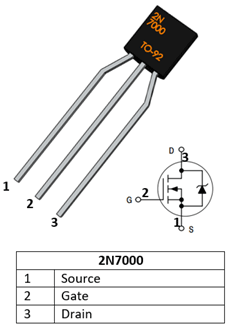 2N
7000
TO-92
1
2
3
D
3
G
2
1
S
2N7000
1 Source
2 Gate
3 Drain